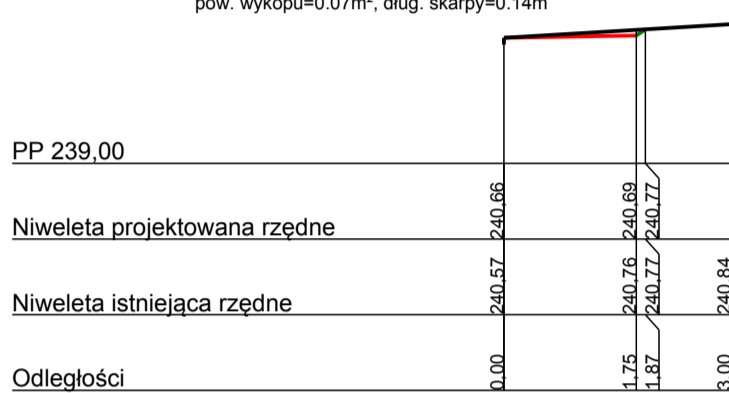 pow. wykopu=0.07m², dług. skarpy=0.14m
PP 239,00
Niweleta projektowana rzędne 240,66 240,69 240,77
Niweleta istniejąca rzędne 240,57 240,76 240,77 240,84
Odległości 0,00 1,75 1,87 3,00